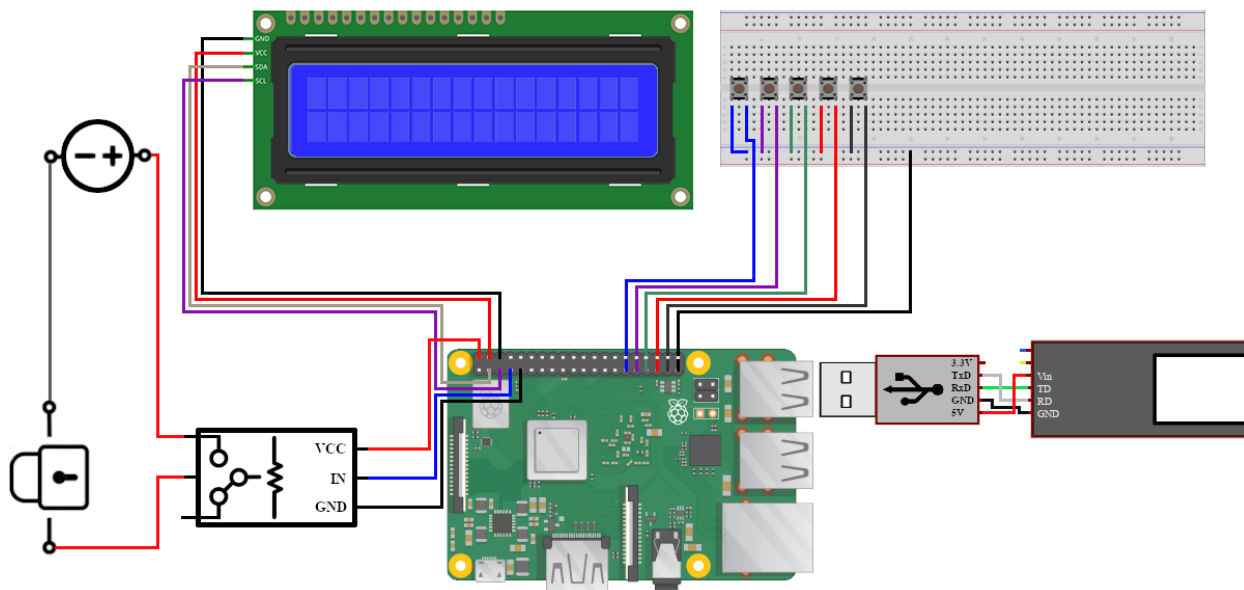 GND
VCC
SDA
SCL
VCC
IN
GND
3.3V
TxD
RxD
GND
5V
Vin
TD
RD
GND